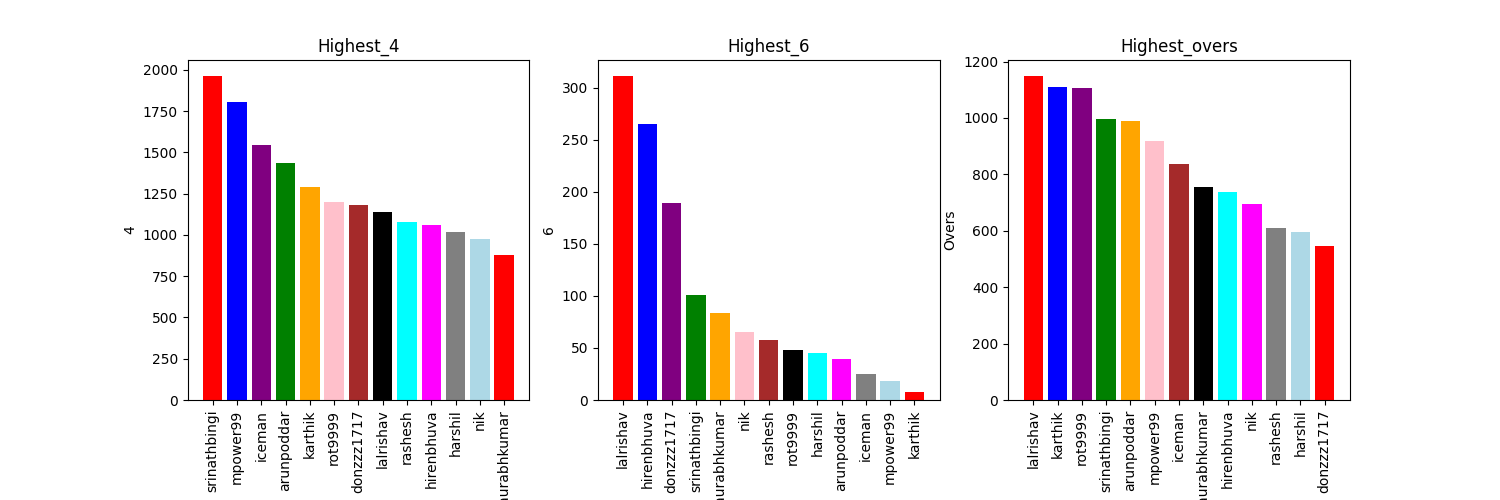 Highest_4
2000
1750
1500
1250
1000
750
500
250
0
4
srinathbingi
mpower99
iceman
arunpoddar
karthik
rot9999
donzzz1717
lalrishav
rashesh
hirenbhuva
harshil
nik
urabhkumar
Highest_6
300
250
200
150
100
50
0
6
lalrishav
hirenbhuva
donzzz1717
srinathbingi
urabhkumar
nik
rashesh
rot9999
harshil
arunpoddar
iceman
mpower99
karthik
Highest_overs
1200
1000
800
600
400
200
0
Overs
lalrishav
karthik
rot9999
srinathbingi
arunpoddar
mpower99
iceman
urabhkumar
hirenbhuva
nik
rashesh
harshil
donzzz1717